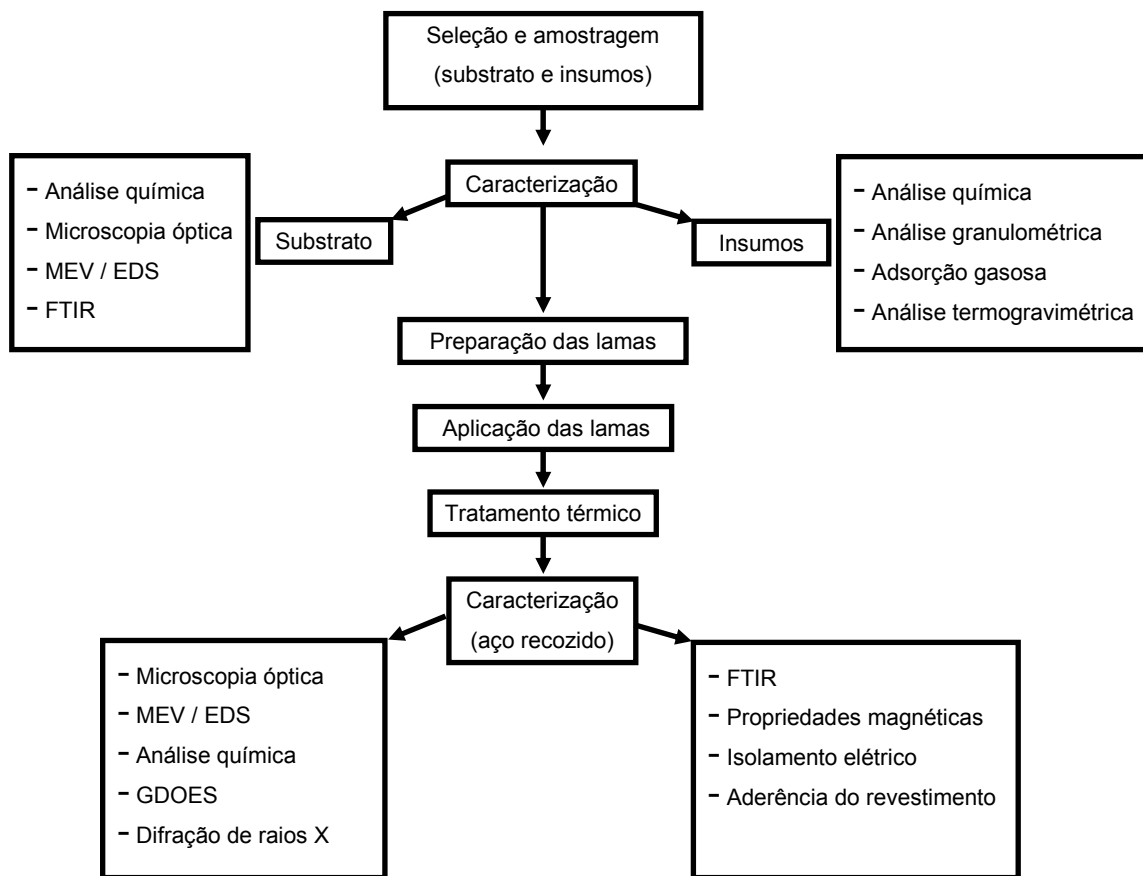 Seleção e amostragem
(substrato e insumos)
Caracterização
- Análise química
- Microscopia óptica
- MEV / EDS
- FTIR
Substrato
Insumos
- Análise química
- Análise granulométrica
- Adsorção gasosa
- Análise termogravimétrica
Preparação das lamas
Aplicação das lamas
Tratamento térmico
Caracterização
(aço recozido)
- Microscopia óptica
- MEV / EDS
- Análise química
- GDOES
- Difração de raios X
- FTIR
- Propriedades magnéticas
- Isolamento elétrico
- Aderência do revestimento